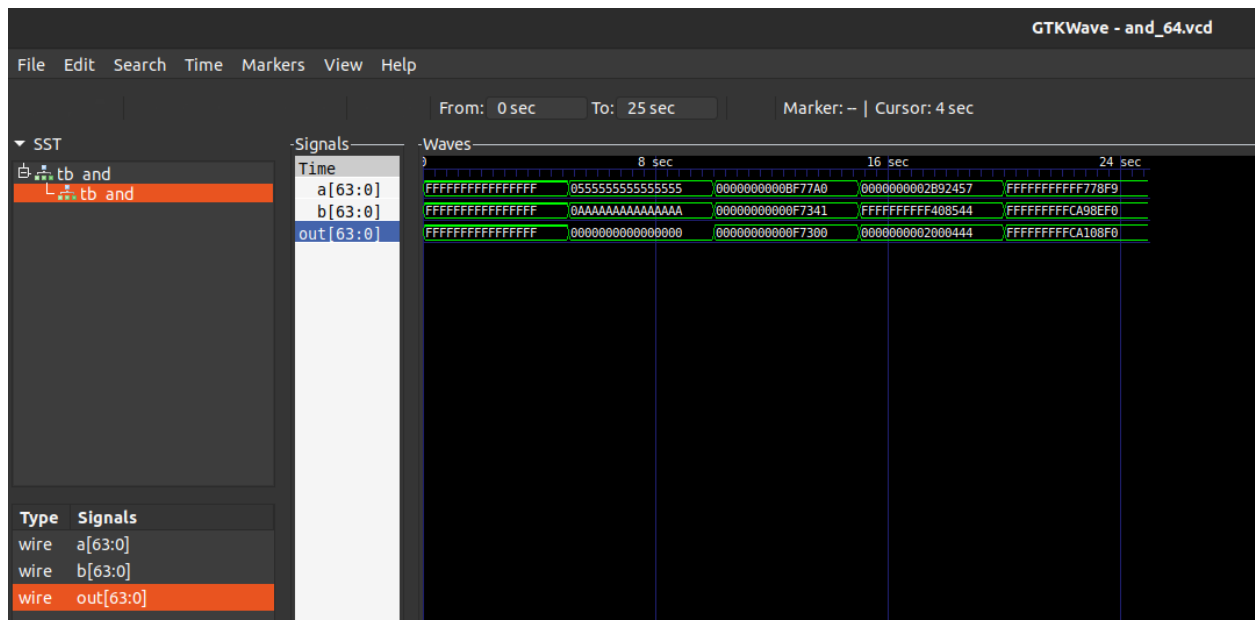 GTKWave - and_64.vcd
File Edit Search Time Markers View Help
From: 0 sec To: 25 sec Marker: -- | Cursor: 4 sec
SST
Signals
Waves
tb_and
tb_and
Time
0 8 sec 16 sec 24 sec
a[63:0] FFFFFFFFFFFFFFFF 0555555555555555 0000000000BF77A0 0000000002B92457 FFFFFFFFFFF778F9
b[63:0] FFFFFFFFFFFFFFFF 0AAAAAAAAAAAAAAA 00000000000F7341 FFFFFFFFFF408544 FFFFFFFFFCA98EF0
out[63:0] FFFFFFFFFFFFFFFF 0000000000000000 00000000000F7300 0000000002000444 FFFFFFFFFCA108F0
Type Signals
wire a[63:0]
wire b[63:0]
wire out[63:0]